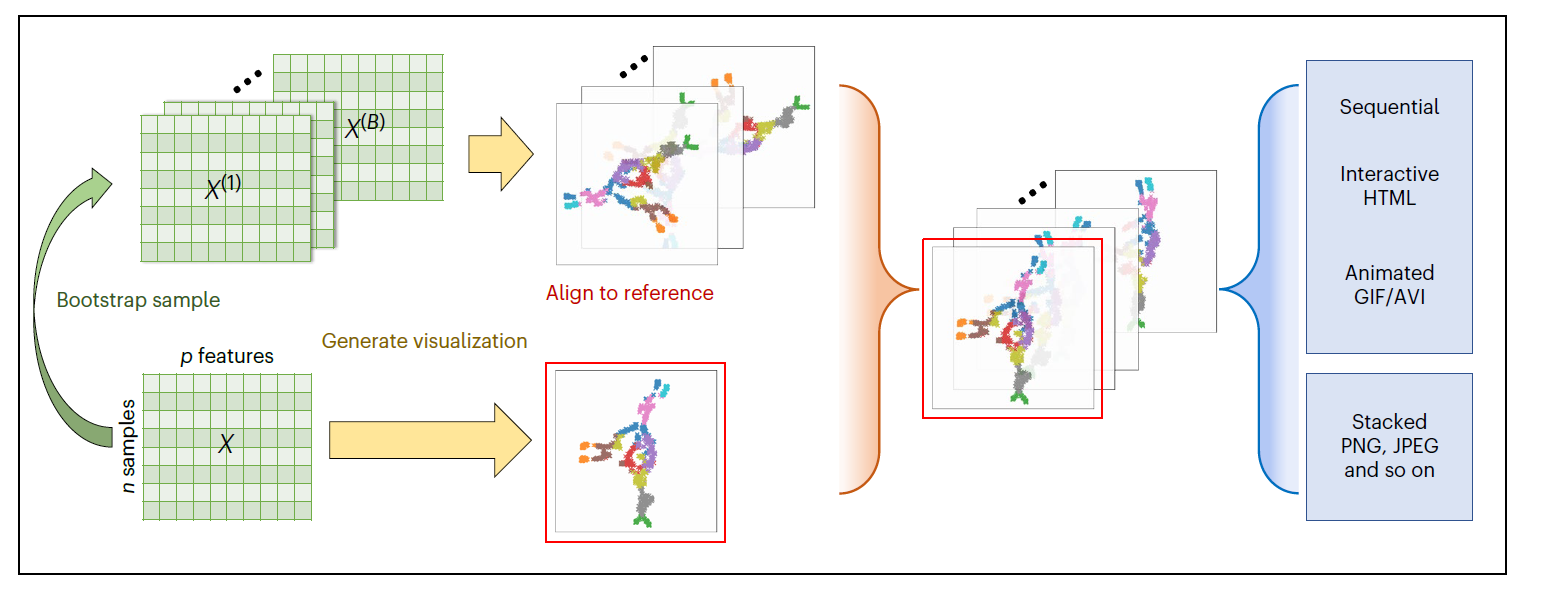 X(B)
X(1)
Bootstrap sample
Align to reference
Generate visualization
p features
n samples
X
Sequential
Interactive
HTML
Animated
GIF/AVI
Stacked
PNG, JPEG
and so on